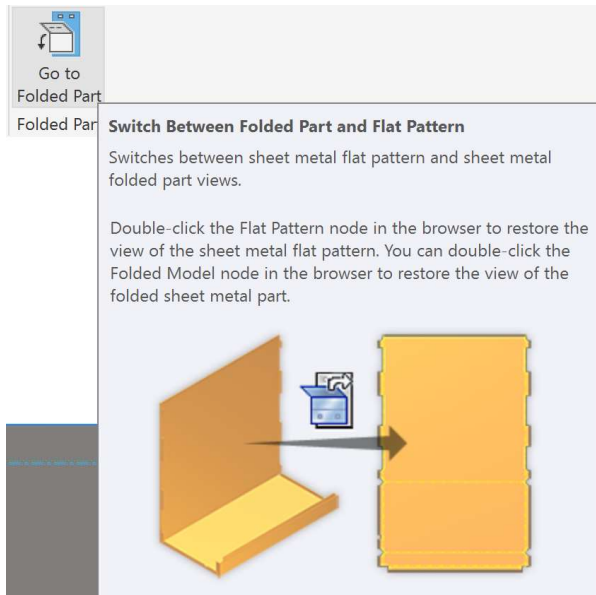 Go to
Folded Part
Folded Par
Switch Between Folded Part and Flat Pattern
Switches between sheet metal flat pattern and sheet metal
folded part views.
Double-click the Flat Pattern node in the browser to restore the
view of the sheet metal flat pattern. You can double-click the
Folded Model node in the browser to restore the view of the
folded sheet metal part.